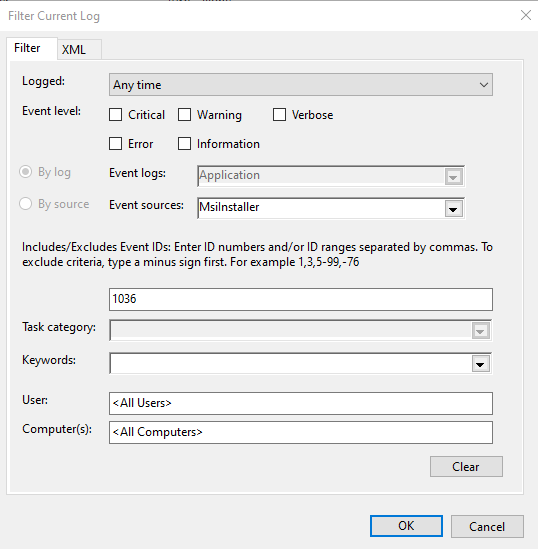 Filter Current Log
Filter XML
Logged: Any time
Event level: Critical Warning Verbose
Error Information
By log Event logs: Application
By source Event sources: MsiInstaller
Includes/Excludes Event IDs: Enter ID numbers and/or ID ranges separated by commas. To
exclude criteria, type a minus sign first. For example 1,3,5-99,-76
1036
Task category:
Keywords:
User: <All Users>
Computer(s): <All Computers>
Clear
OK Cancel